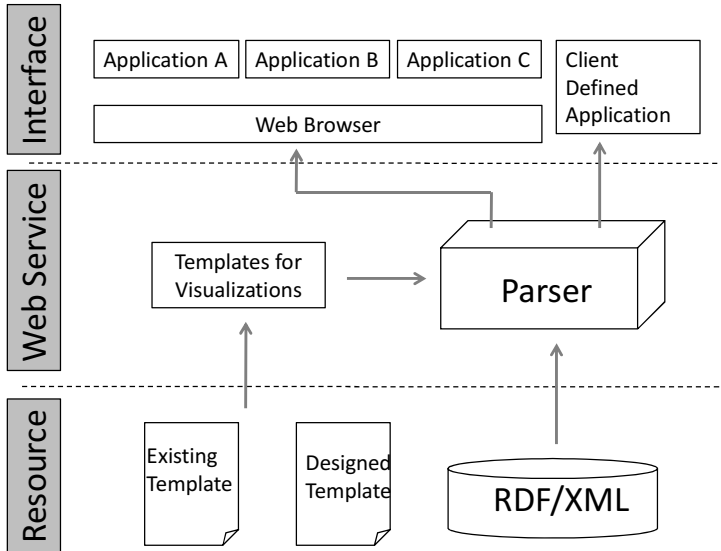 Interface
Application A
Application B
Application C
Client
Defined
Application
Web Browser
Web Service
Templates for
Visualizations
Parser
Resource
Existing
Template
Designed
Template
RDF/XML